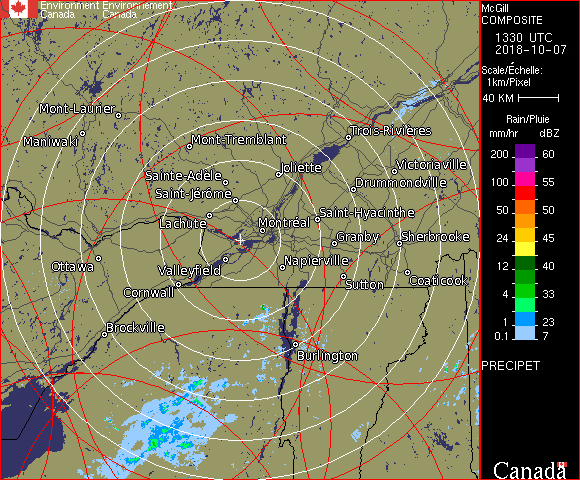 Environment Environnement
Canada Canada
McGill
COMPOSITE
1330 UTC
2018-10-07
Scale/Échelle:
1km/Pixel
40 KM
Rain/Pluie
mm/hr dBZ
200 60
100 55
50 50
24 45
12 40
4 33
1 23
0.1 7
PRECIPET
Canada
Mont-Laurier
Maniwaki
Mont-Tremblant
Trois-Rivières
Joliette
Victoriaville
Sainte-Adèle
Drummondville
Saint-Jérôme
Lachute
Montréal
Saint-Hyacinthe
Granby
Sherbrooke
Ottawa
Valleyfield
Napierville
Cornwall
Sutton
Coaticook
Brockville
Burlington